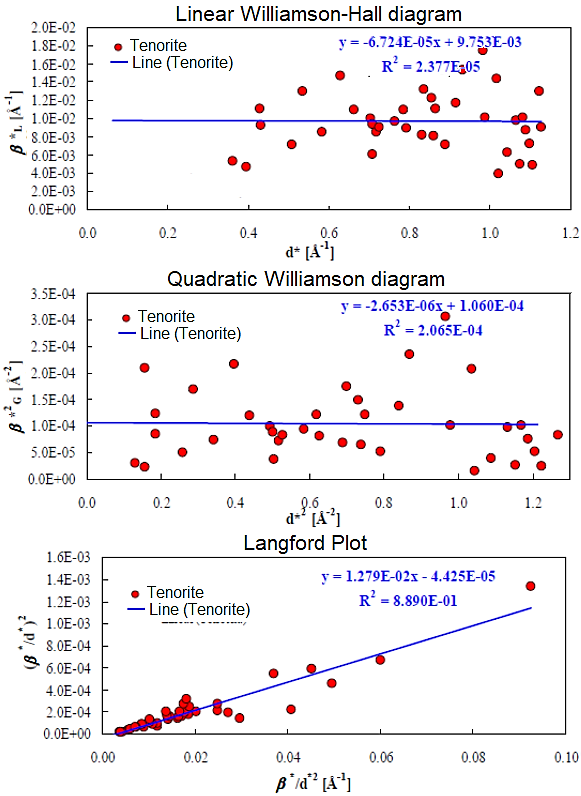 Linear Williamson-Hall diagram
2.0E-02
1.8E-02
1.6E-02
1.4E-02
1.2E-02
1.0E-02
8.0E-03
6.0E-03
4.0E-03
2.0E-03
0.0E+00
β *L [Å-1]
Tenorite
Line (Tenorite)
y = -6.724E-05x + 9.753E-03
R2 = 2.377E-05
0.0 0.2 0.4 0.6 0.8 1.0 1.2
d* [Å-1]
Quadratic Williamson diagram
3.5E-04
3.0E-04
2.5E-04
2.0E-04
1.5E-04
1.0E-04
5.0E-05
0.0E+00
β *2G [Å-2]
Tenorite
Line (Tenorite)
y = -2.653E-06x + 1.060E-04
R2 = 2.065E-04
0.0 0.2 0.4 0.6 0.8 1.0 1.2
d*2 [Å-2]
Langford Plot
1.6E-03
1.4E-03
1.2E-03
1.0E-03
8.0E-04
6.0E-04
4.0E-04
2.0E-04
0.0E+00
(β */d*)2
Tenorite
Line (Tenorite)
y = 1.279E-02x - 4.425E-05
R2 = 8.890E-01
0.00 0.02 0.04 0.06 0.08 0.10
β*/d*2 [Å-1]